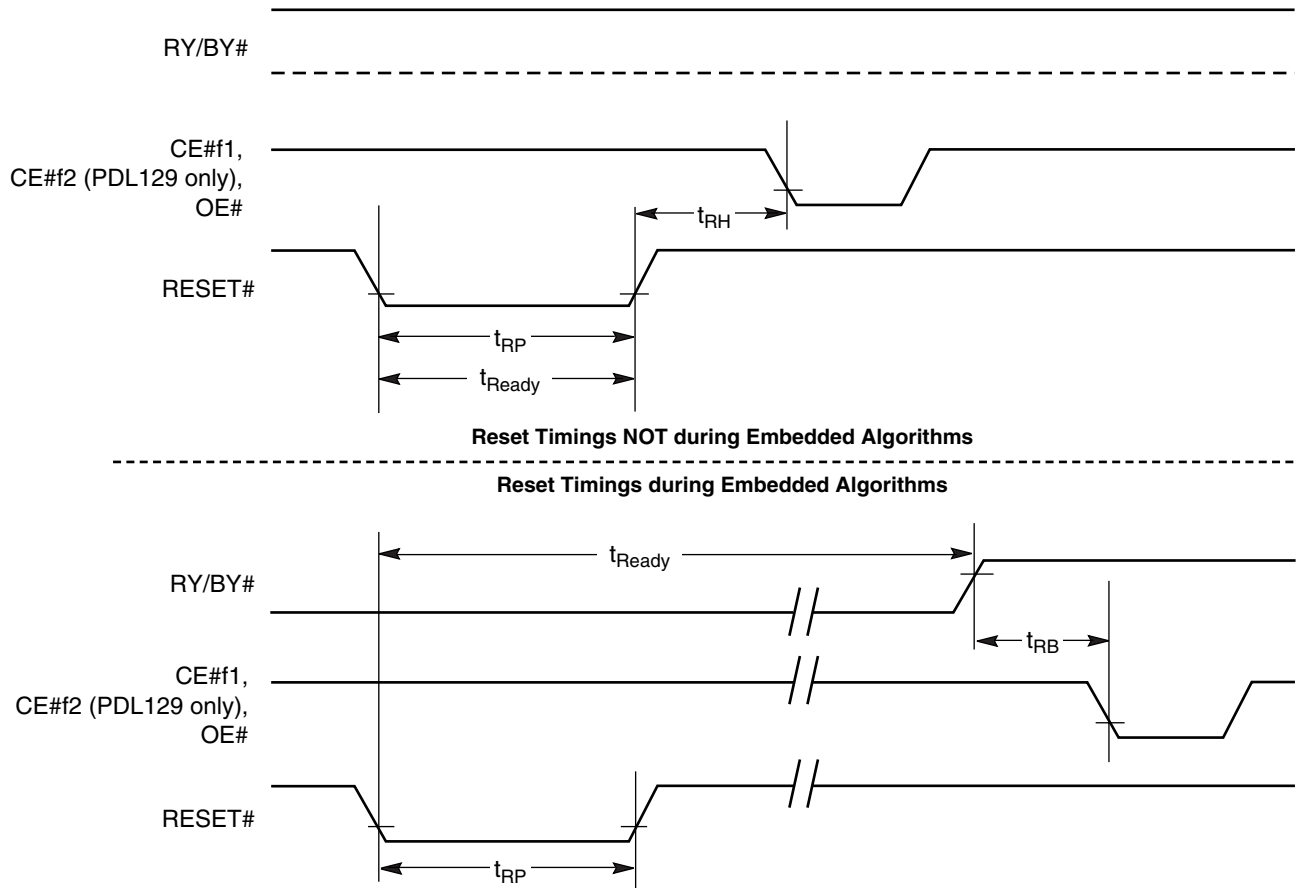 RY/BY#
CE#f1,
CE#f2 (PDL129 only),
OE#
tRH
RESET#
tRP
tReady
Reset Timings NOT during Embedded Algorithms
Reset Timings during Embedded Algorithms
tReady
RY/BY#
tRB
CE#f1,
CE#f2 (PDL129 only),
OE#
RESET#
tRP